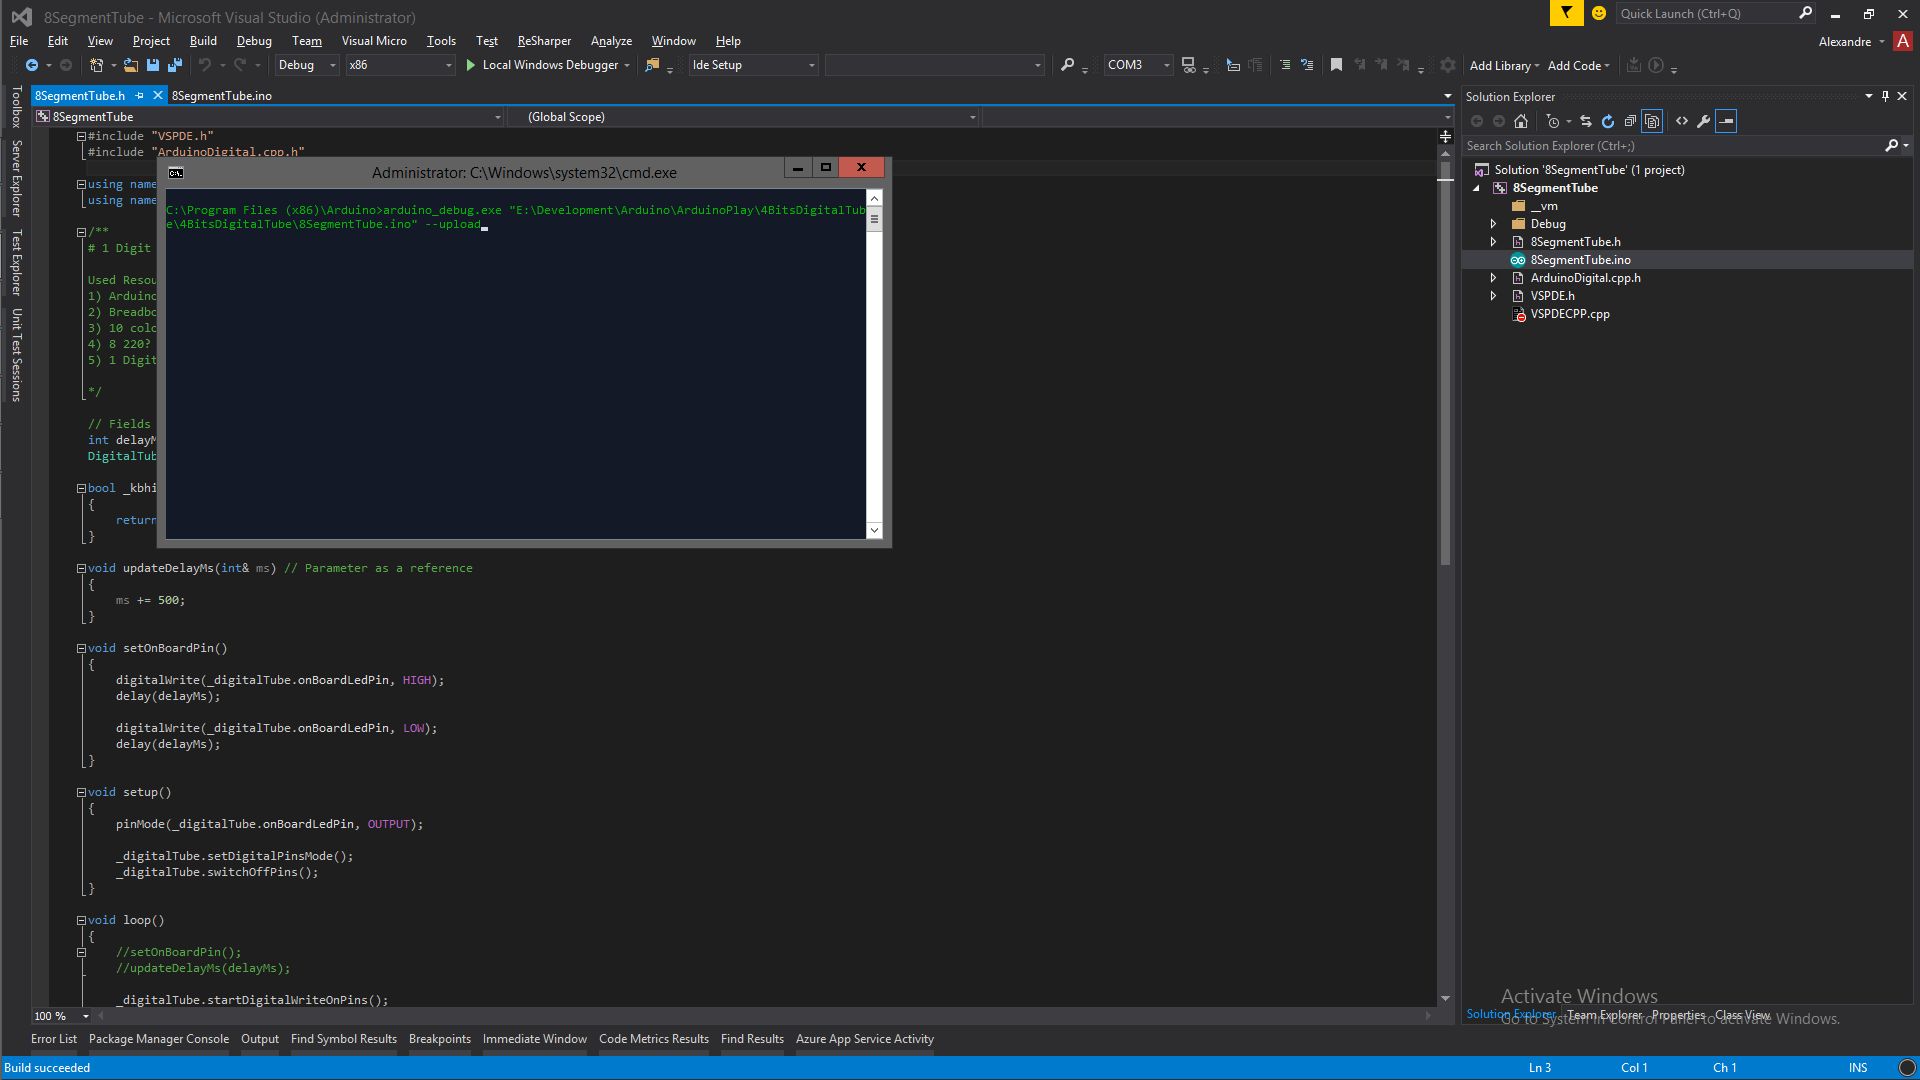 8SegmentTube - Microsoft Visual Studio (Administrator)
Quick Launch (Ctrl+Q)
File Edit View Project Build Debug Team Visual Micro Tools Test ReSharper Analyze Window Help
Alexandre A
Debug x86 Local Windows Debugger Ide Setup COM3 Add Library Add Code
Toolbox
Server Explorer
Test Explorer
Unit Test Sessions
8SegmentTube.h 8SegmentTube.ino
8SegmentTube (Global Scope)
#include "VSPDE.h"
#include "ArduinoDigital.cpp.h"
using name
using name
/**
# 1 Digit
Used Resou
1) Arduino
2) Breadbo
3) 10 colo
4) 8 220?
5) 1 Digit
*/
// Fields
int delayM
DigitalTub
bool _kbhi
{
return
}
void updateDelayMs(int& ms) // Parameter as a reference
{
ms += 500;
}
void setOnBoardPin()
{
digitalWrite(_digitalTube.onBoardLedPin, HIGH);
delay(delayMs);
digitalWrite(_digitalTube.onBoardLedPin, LOW);
delay(delayMs);
}
void setup()
{
pinMode(_digitalTube.onBoardLedPin, OUTPUT);
_digitalTube.setDigitalPinsMode();
_digitalTube.switchOffPins();
}
void loop()
{
//setOnBoardPin();
//updateDelayMs(delayMs);
_digitalTube.startDigitalWriteOnPins();
Administrator: C:\Windows\system32\cmd.exe
C:\Program Files (x86)\Arduino>arduino_debug.exe "E:\Development\Arduino\ArduinoPlay\4BitsDigitalTub
e\4BitsDigitalTube\8SegmentTube.ino" --upload
Solution Explorer
Search Solution Explorer (Ctrl+;)
Solution '8SegmentTube' (1 project)
8SegmentTube
__vm
Debug
8SegmentTube.h
8SegmentTube.ino
ArduinoDigital.cpp.h
VSPDE.h
VSPDECPP.cpp
Activate Windows
Go to System in Control Panel to activate Windows.
Solution Explorer Team Explorer Properties Class View
100 %
Error List Package Manager Console Output Find Symbol Results Breakpoints Immediate Window Code Metrics Results Find Results Azure App Service Activity
Build succeeded Ln 3 Col 1 Ch 1 INS